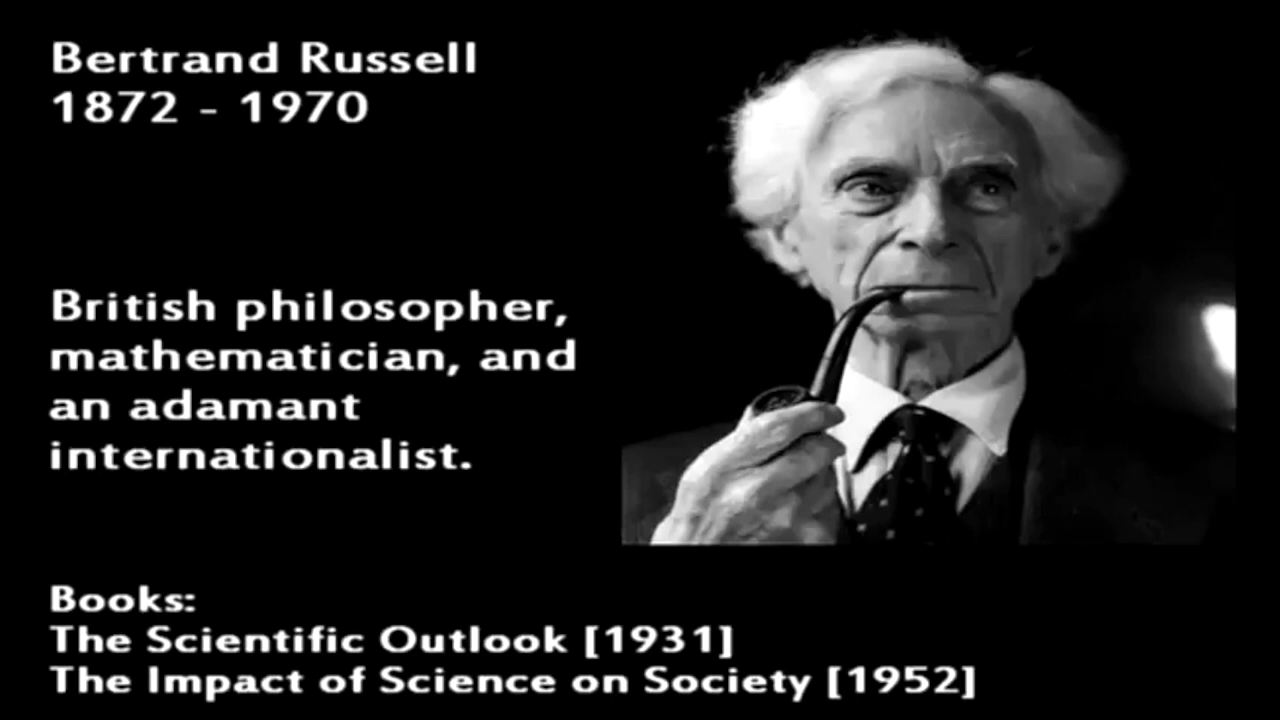 Bertrand Russell
1872 - 1970
British philosopher,
mathematician, and
an adamant
internationalist.
Books:
The Scientific Outlook [1931]
The Impact of Science on Society [1952]